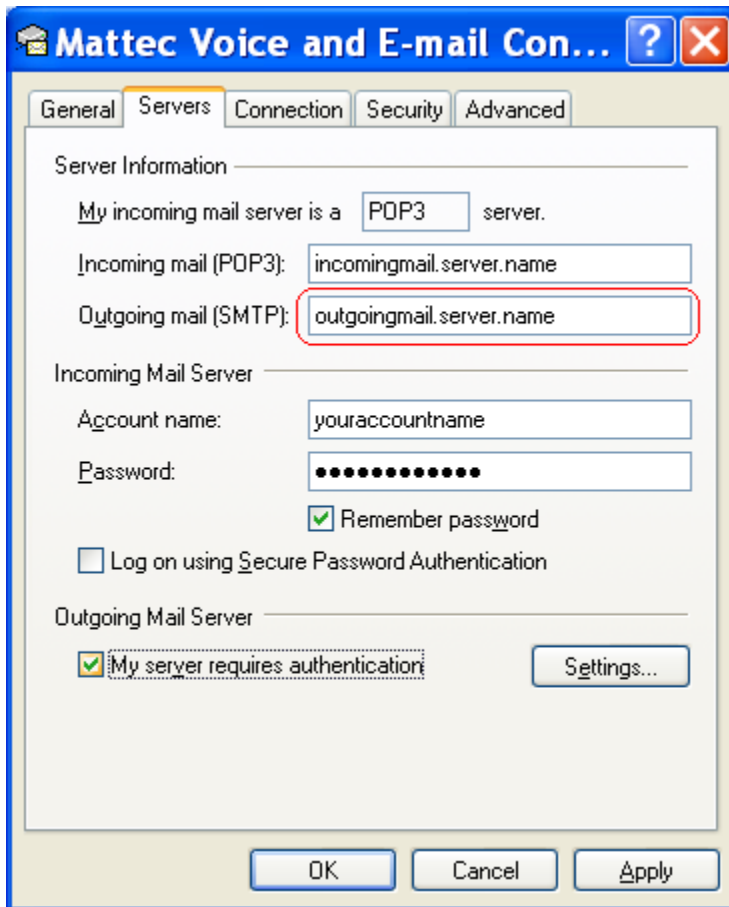 Mattec Voice and E-mail Con... ?
General Servers Connection Security Advanced
Server Information
My incoming mail server is a POP3 server.
Incoming mail (POP3): incomingmail.server.name
Outgoing mail (SMTP): outgoingmail.server.name
Incoming Mail Server
Account name: youraccountname
Password: ●●●●●●●●●●●●
Remember password
Log on using Secure Password Authentication
Outgoing Mail Server
My server requires authentication Settings...
OK Cancel Apply